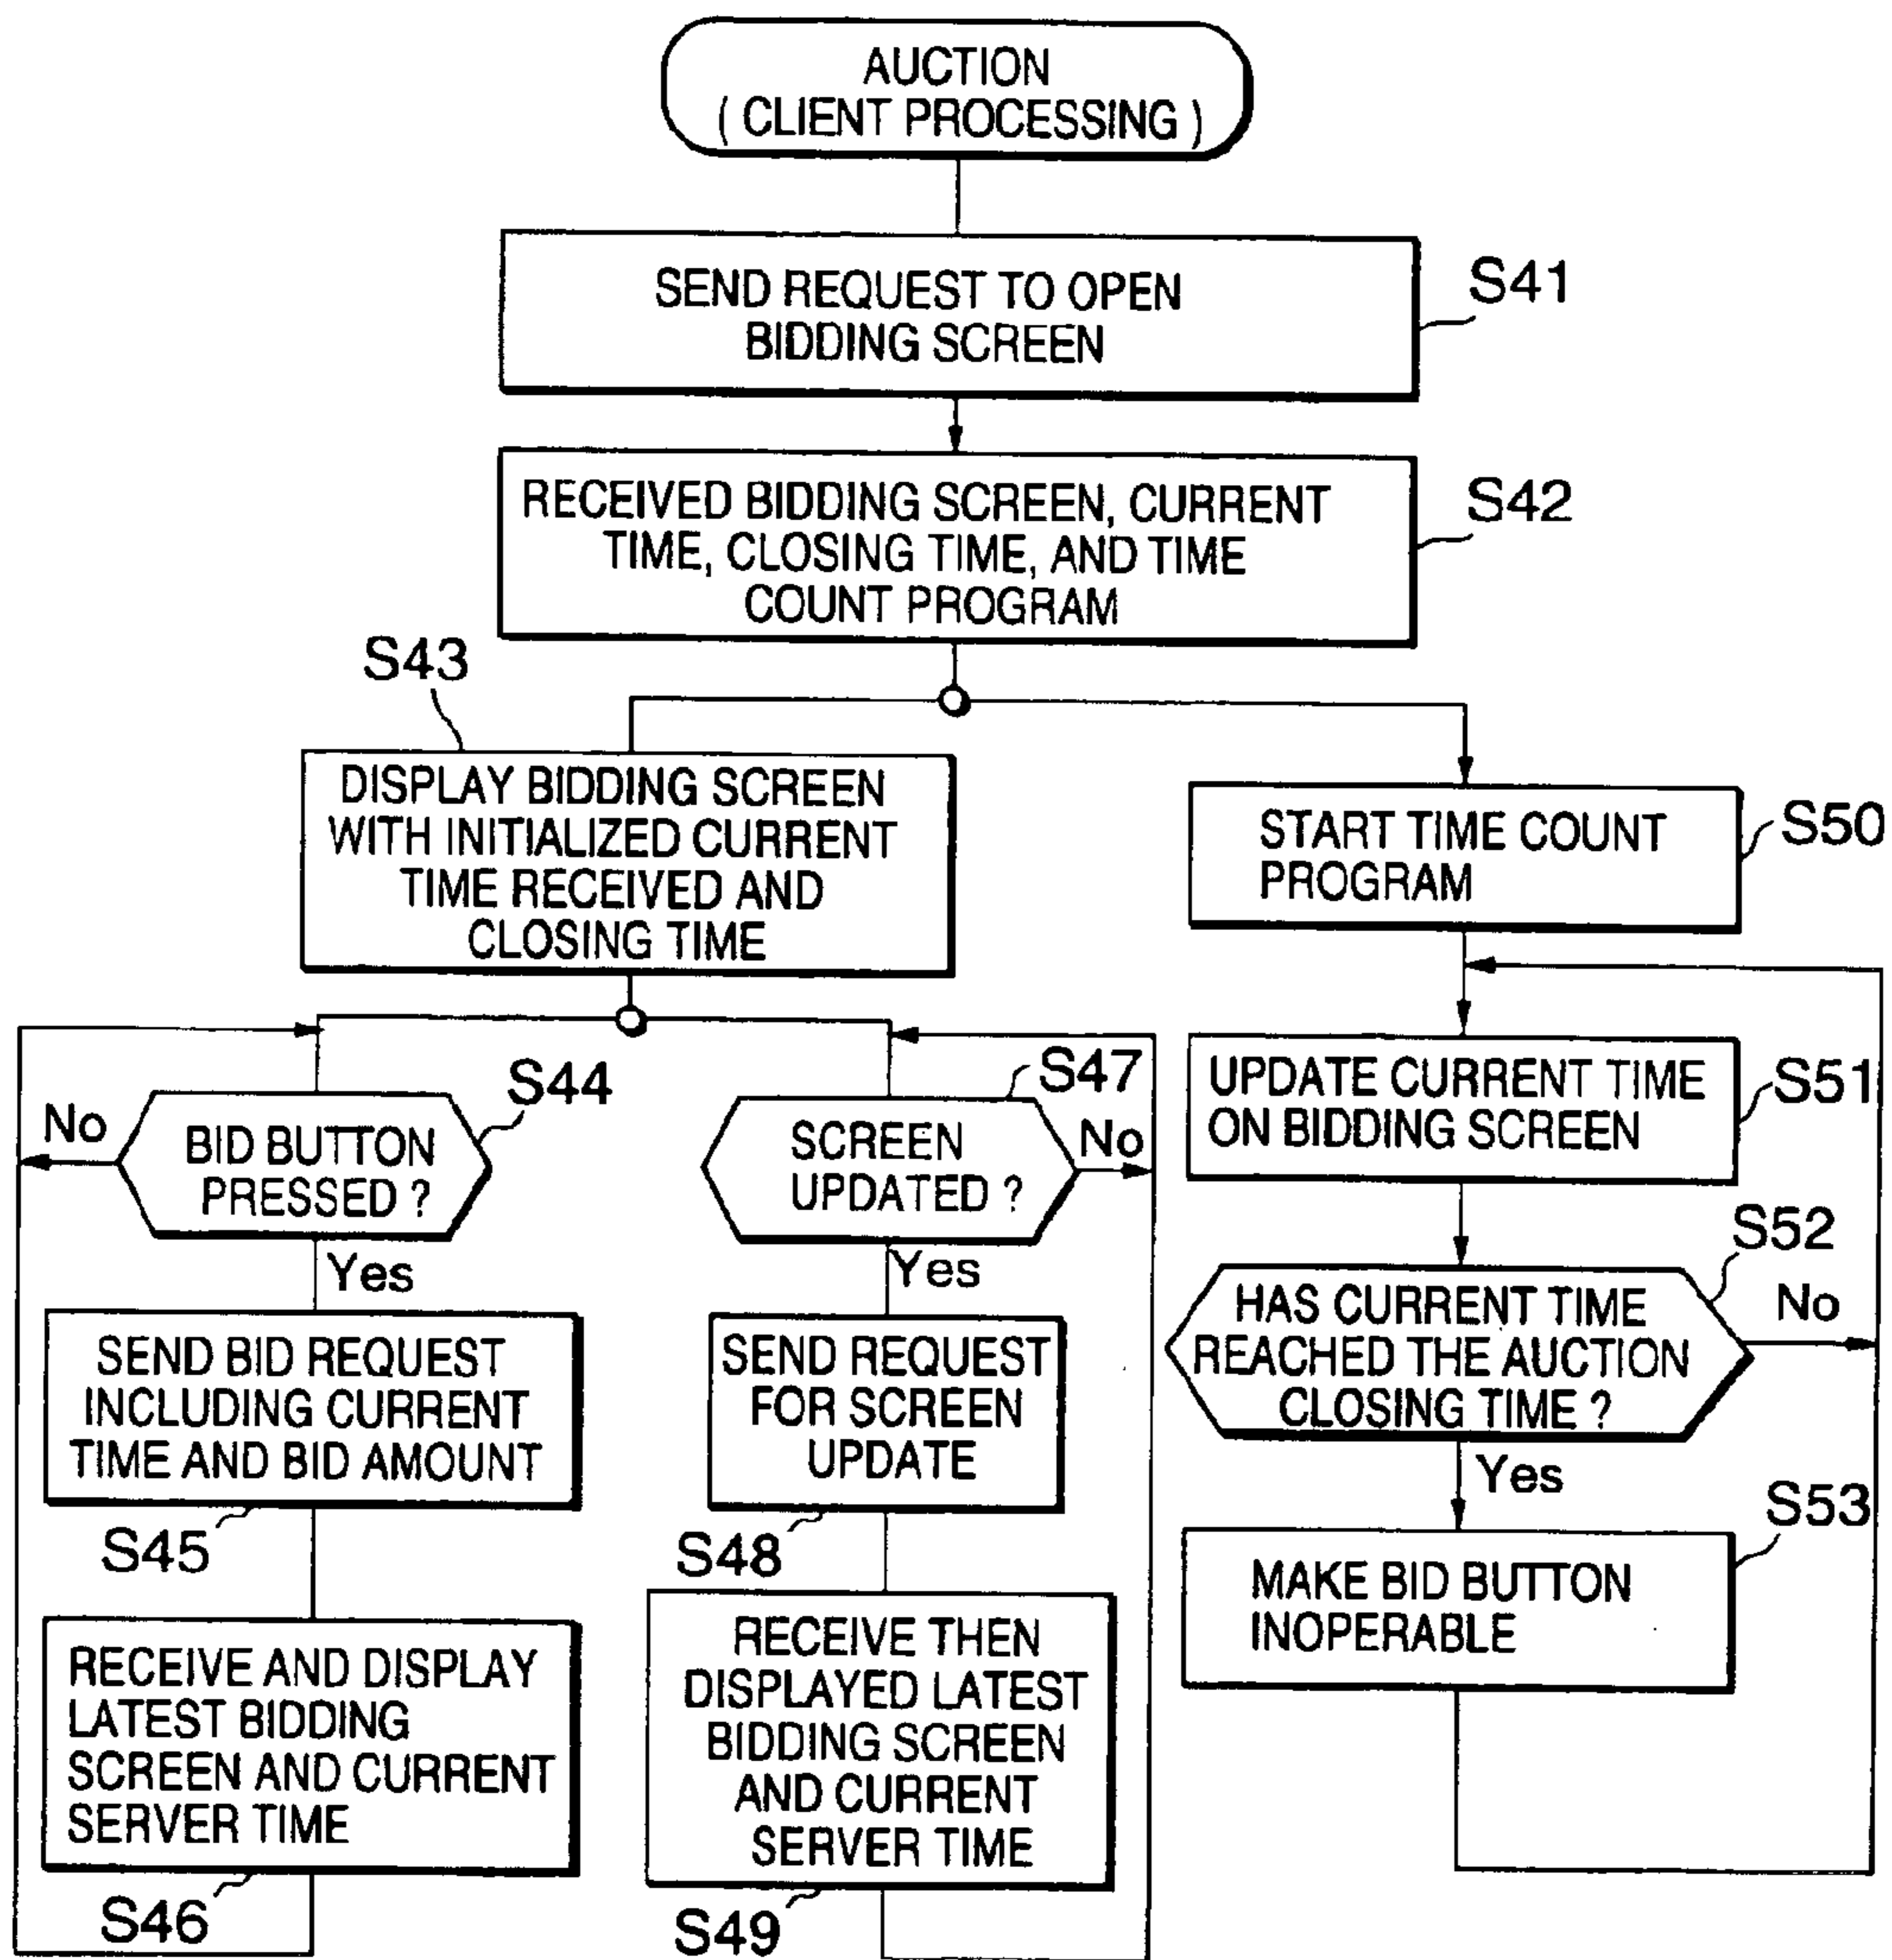 AUCTION
( CLIENT PROCESSING )
SEND REQUEST TO OPEN
BIDDING SCREEN
S41
RECEIVED BIDDING SCREEN, CURRENT
TIME, CLOSING TIME, AND TIME
COUNT PROGRAM
S42
S43
DISPLAY BIDDING SCREEN
WITH INITIALIZED CURRENT
TIME RECEIVED AND
CLOSING TIME
START TIME COUNT
PROGRAM
S50
S44
No
BID BUTTON
PRESSED ?
Yes
SEND BID REQUEST
INCLUDING CURRENT
TIME AND BID AMOUNT
S45
RECEIVE AND DISPLAY
LATEST BIDDING
SCREEN AND CURRENT
SERVER TIME
S46
S47
SCREEN
UPDATED ?
No
Yes
SEND REQUEST
FOR SCREEN
UPDATE
S48
RECEIVE THEN
DISPLAYED LATEST
BIDDING SCREEN
AND CURRENT
SERVER TIME
S49
UPDATE CURRENT TIME
ON BIDDING SCREEN
S51
S52
HAS CURRENT TIME
REACHED THE AUCTION
CLOSING TIME ?
No
Yes
S53
MAKE BID BUTTON
INOPERABLE